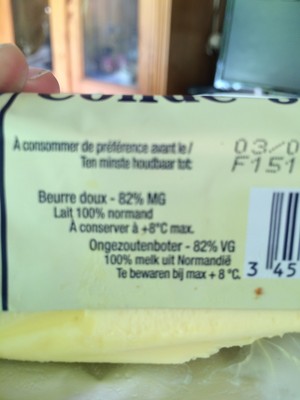 À consommer de préférence avant le /
Ten minste houdbaar tot:
03/0
F151
Beurre doux - 82% MG
Lait 100% normand
À conserver à +8°C max.
Ongezoutenboter - 82% VG
100% melk uit Normandië
Te bewaren bij max + 8 °C.
3 45